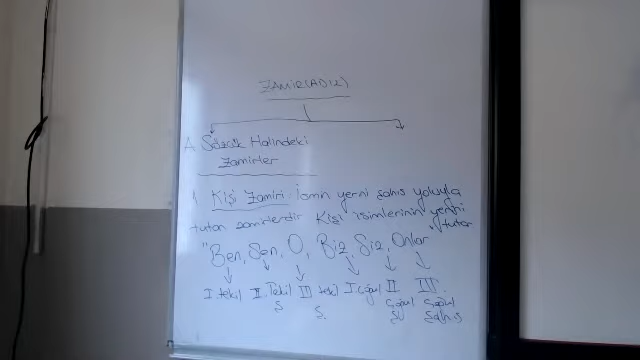 ZAMİR(ADIL)
A Sözcük Halindeki
Zamirler
1 Kişi Zamiri: İsmin yerni şahıs yoluyla
tutan zamirlerdir Kişi isimlerinin yerini
tutar
"Ben, Sen, O, Biz, Siz, Onlar"
I. tekil II. Tekil III tekil I. çoğul II III.
Ş Ş. çoğul çoğul
Ş Şahıs